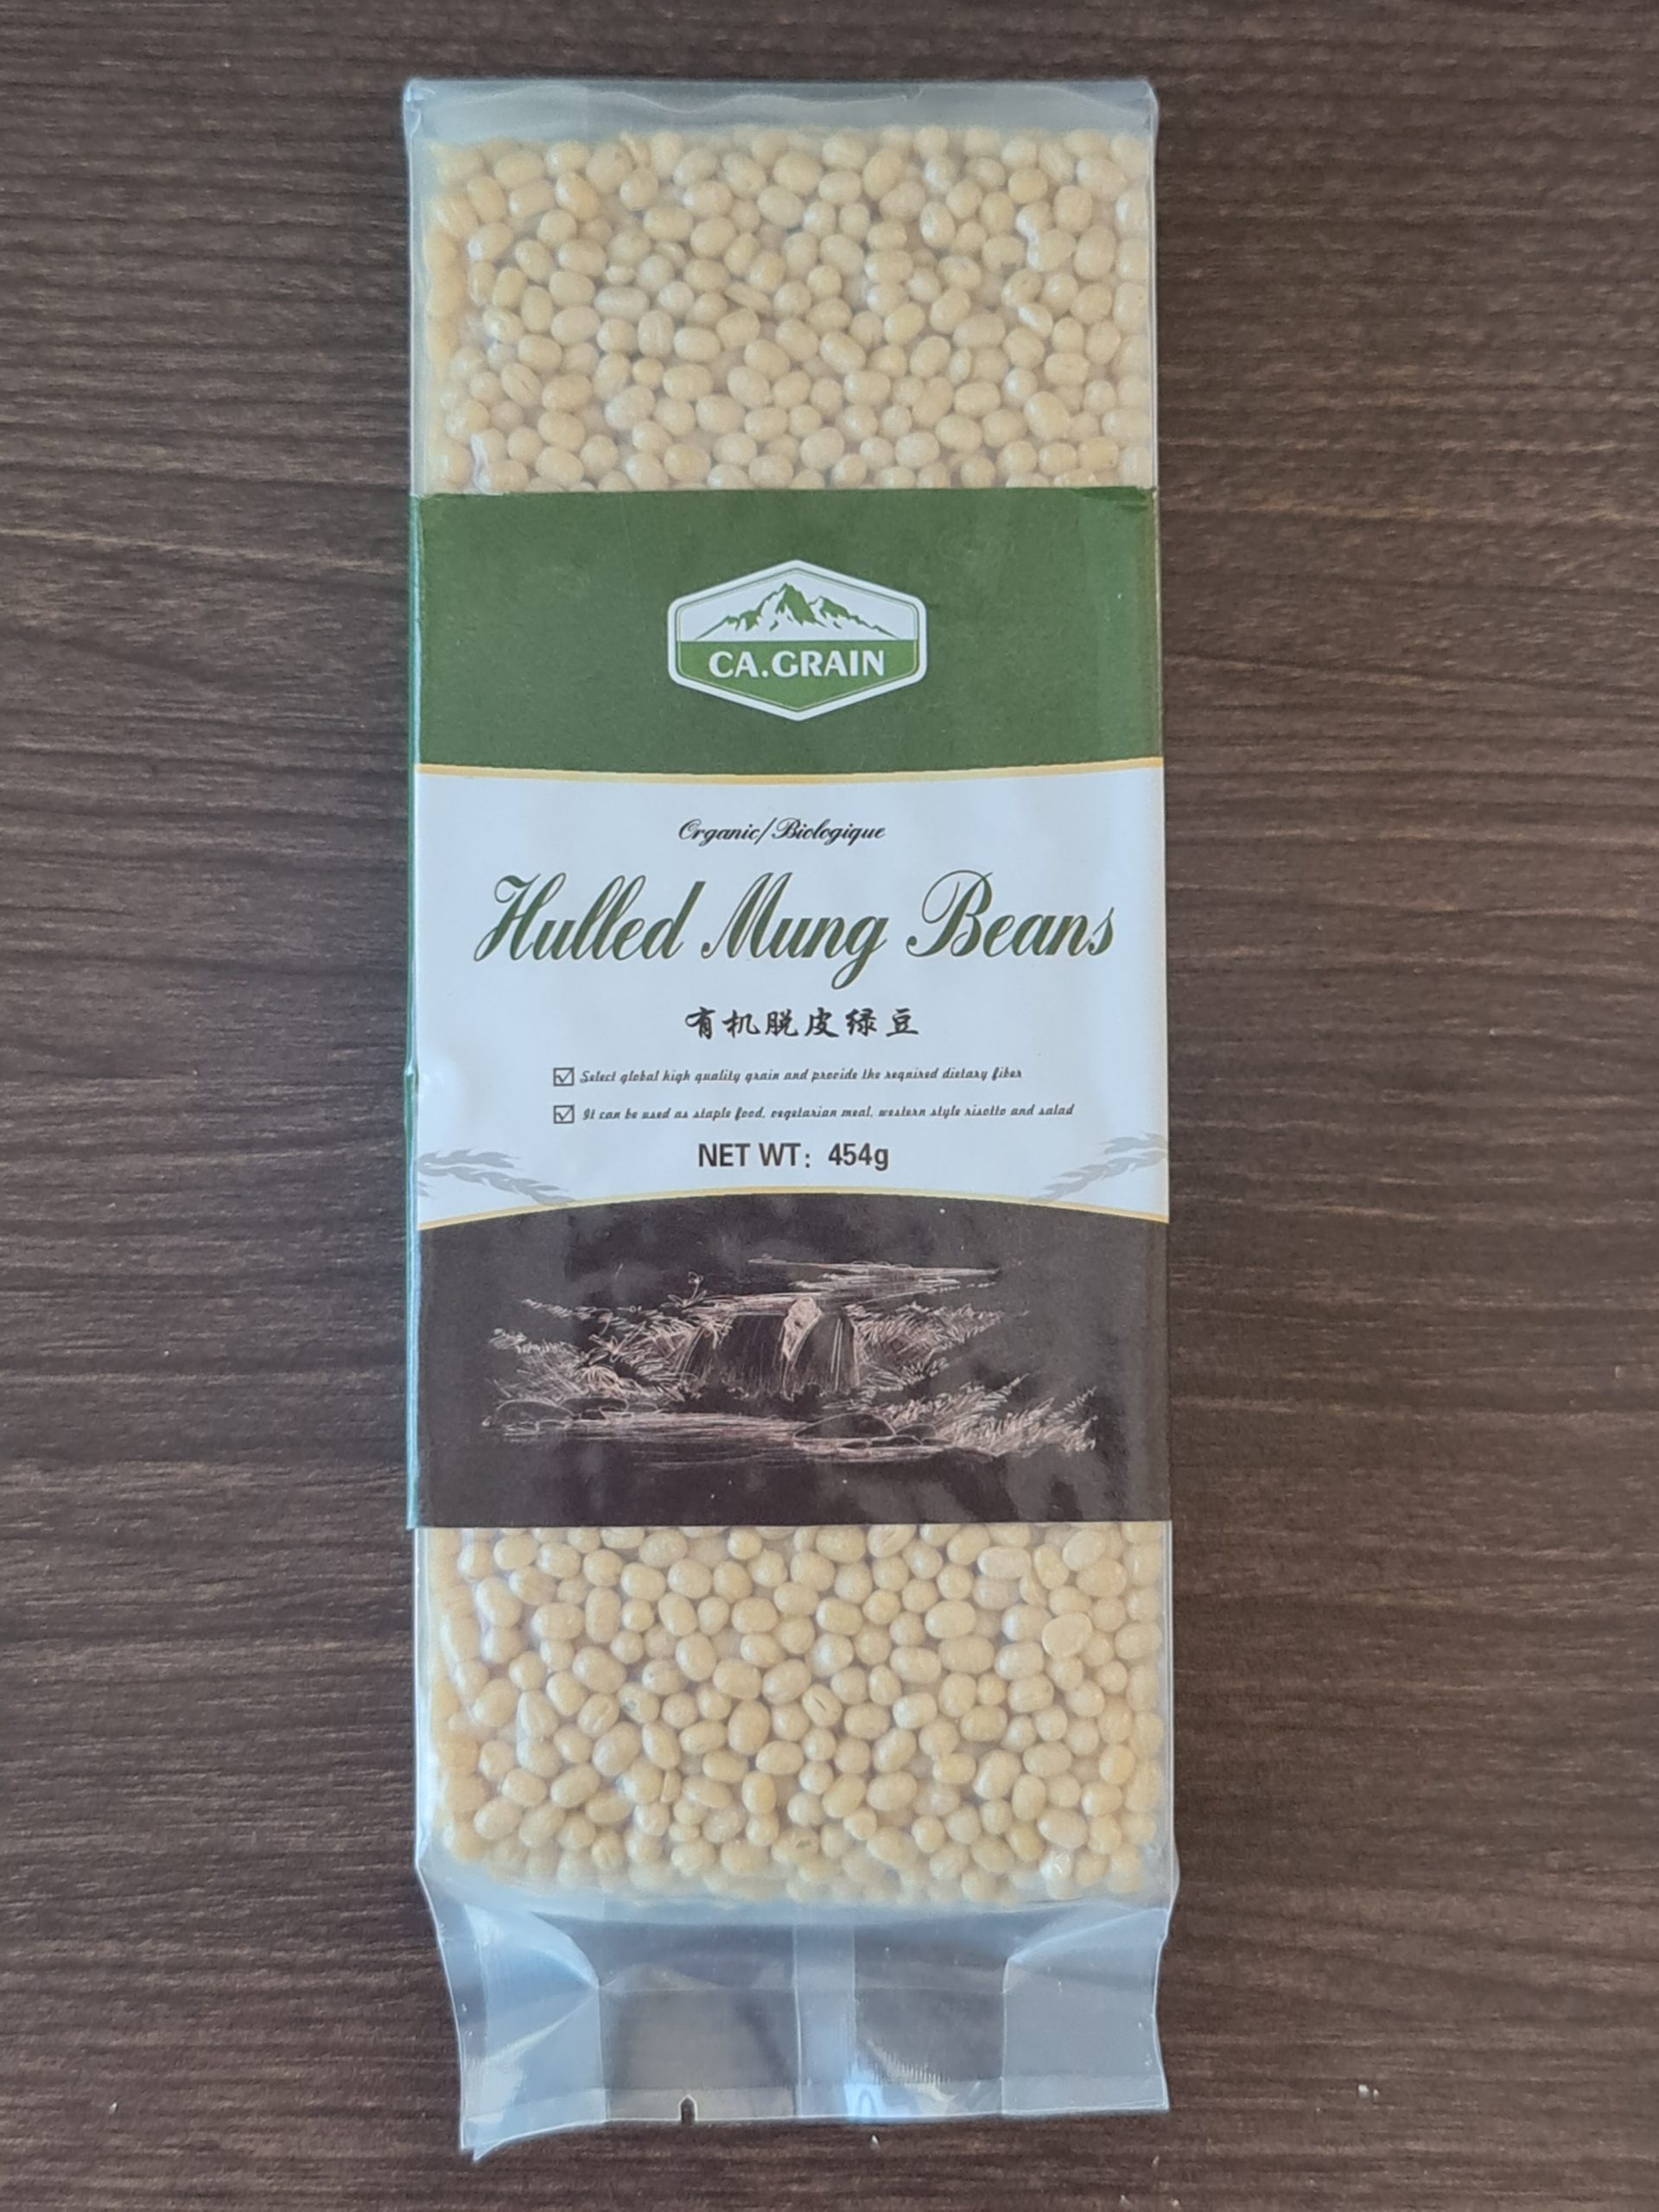 CA.GRAIN
Organic/Biologique
Hulled Mung Beans
有机脱皮绿豆
Select global high quality grain and provide the required dietary fiber
It can be used as staple food, vegetarian meal, western style risotto and salad
NET WT: 454g